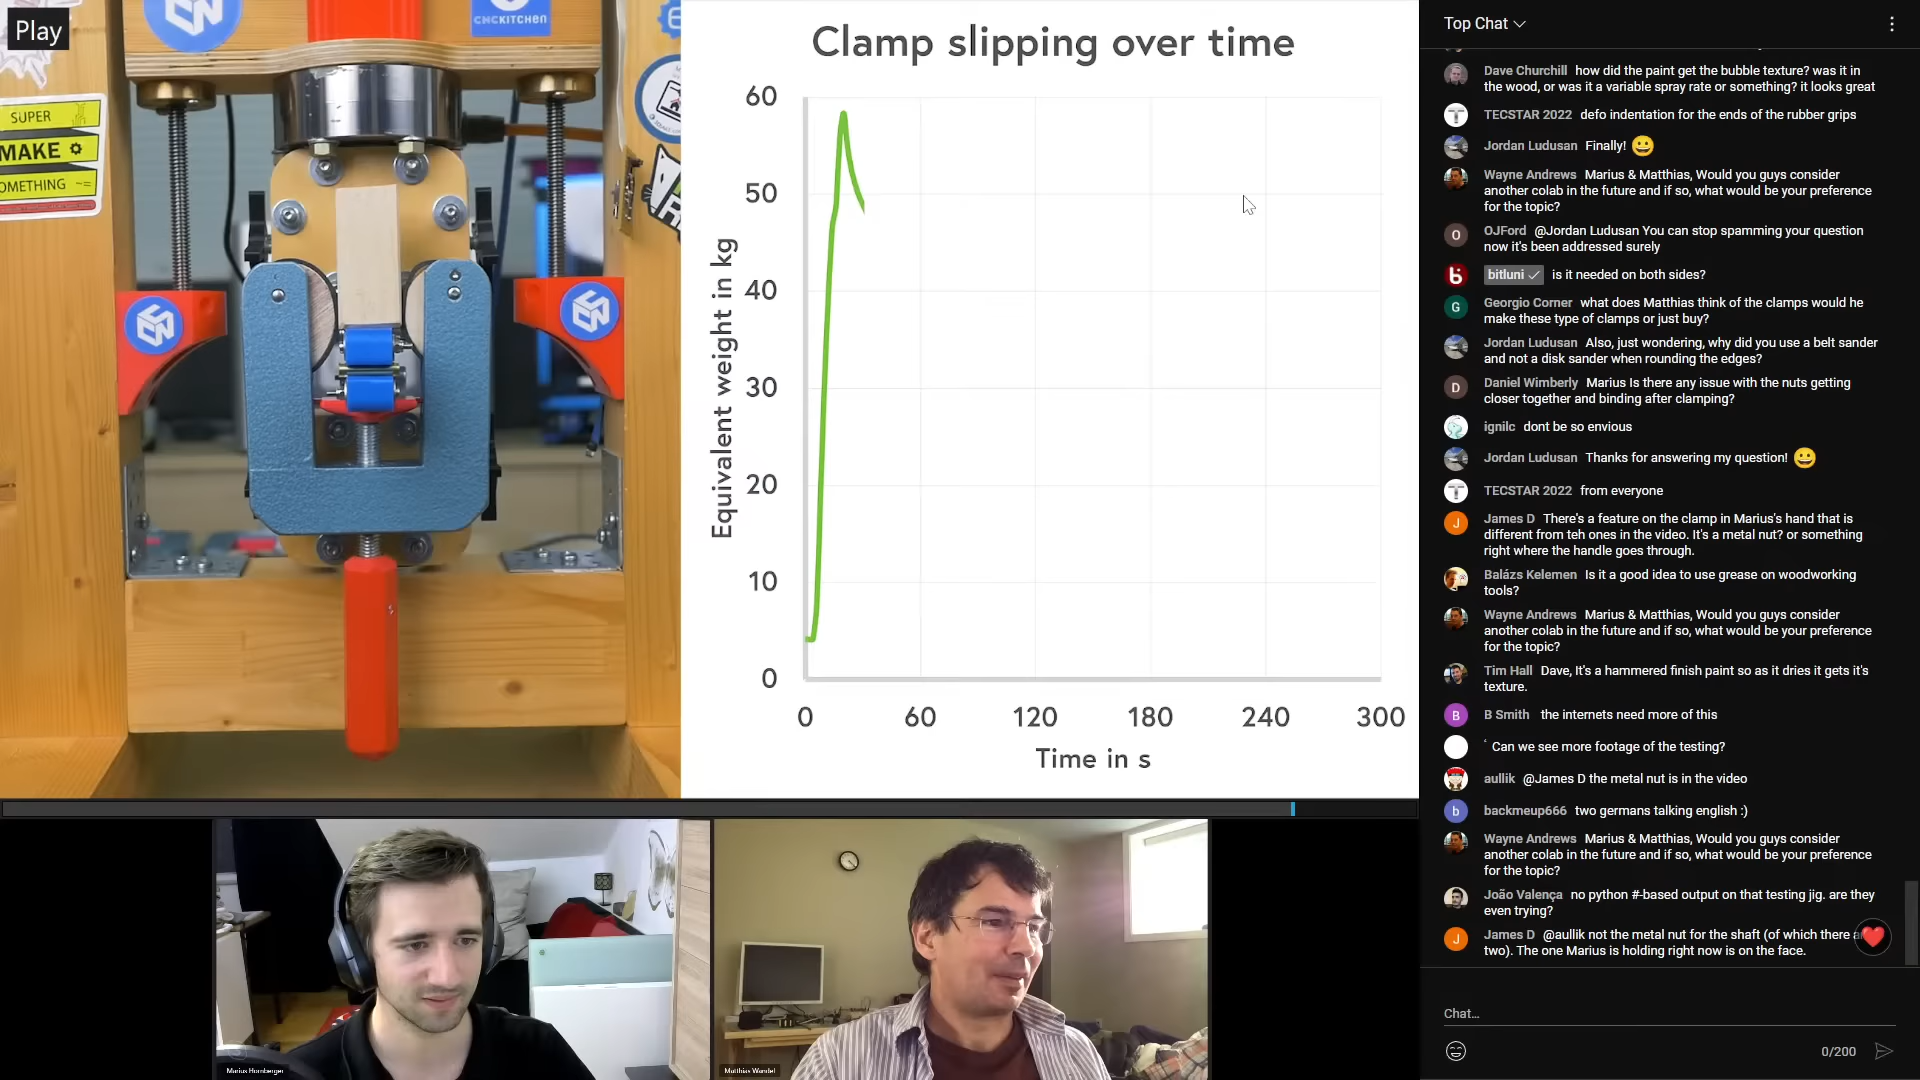 Play
CNCKITCHEN
SUPER
MAKE
SOMETHING
Clamp slipping over time
60
50
40
30
20
10
0
Equivalent weight in kg
0 60 120 180 240 300
Time in s
Marius Hornberger
Matthias Wandel
Top Chat
Dave Churchill how did the paint get the bubble texture? was it in
the wood, or was it a variable spray rate or something? it looks great
TECSTAR 2022 defo indentation for the ends of the rubber grips
Jordan Ludusan Finally! 😀
Wayne Andrews Marius & Matthias, Would you guys consider
another colab in the future and if so, what would be your preference
for the topic?
O
OJFord @Jordan Ludusan You can stop spamming your question
now it's been addressed surely
bitluni is it needed on both sides?
G
Georgio Corner what does Matthias think of the clamps would he
make these type of clamps or just buy?
Jordan Ludusan Also, just wondering, why did you use a belt sander
and not a disk sander when rounding the edges?
D
Daniel Wimberly Marius Is there any issue with the nuts getting
closer together and binding after clamping?
ignilc dont be so envious
Jordan Ludusan Thanks for answering my question! 😀
TECSTAR 2022 from everyone
J
James D There's a feature on the clamp in Marius's hand that is
different from teh ones in the video. It's a metal nut? or something
right where the handle goes through.
Balázs Kelemen Is it a good idea to use grease on woodworking
tools?
Wayne Andrews Marius & Matthias, Would you guys consider
another colab in the future and if so, what would be your preference
for the topic?
Tim Hall Dave, It's a hammered finish paint so as it dries it gets it's
texture.
B
B Smith the internets need more of this
‘ Can we see more footage of the testing?
aullik @James D the metal nut is in the video
b
backmeup666 two germans talking english :)
Wayne Andrews Marius & Matthias, Would you guys consider
another colab in the future and if so, what would be your preference
for the topic?
João Valença no python #-based output on that testing jig. are they
even trying?
J
James D @aullik not the metal nut for the shaft (of which there a
two). The one Marius is holding right now is on the face.
Chat...
0/200